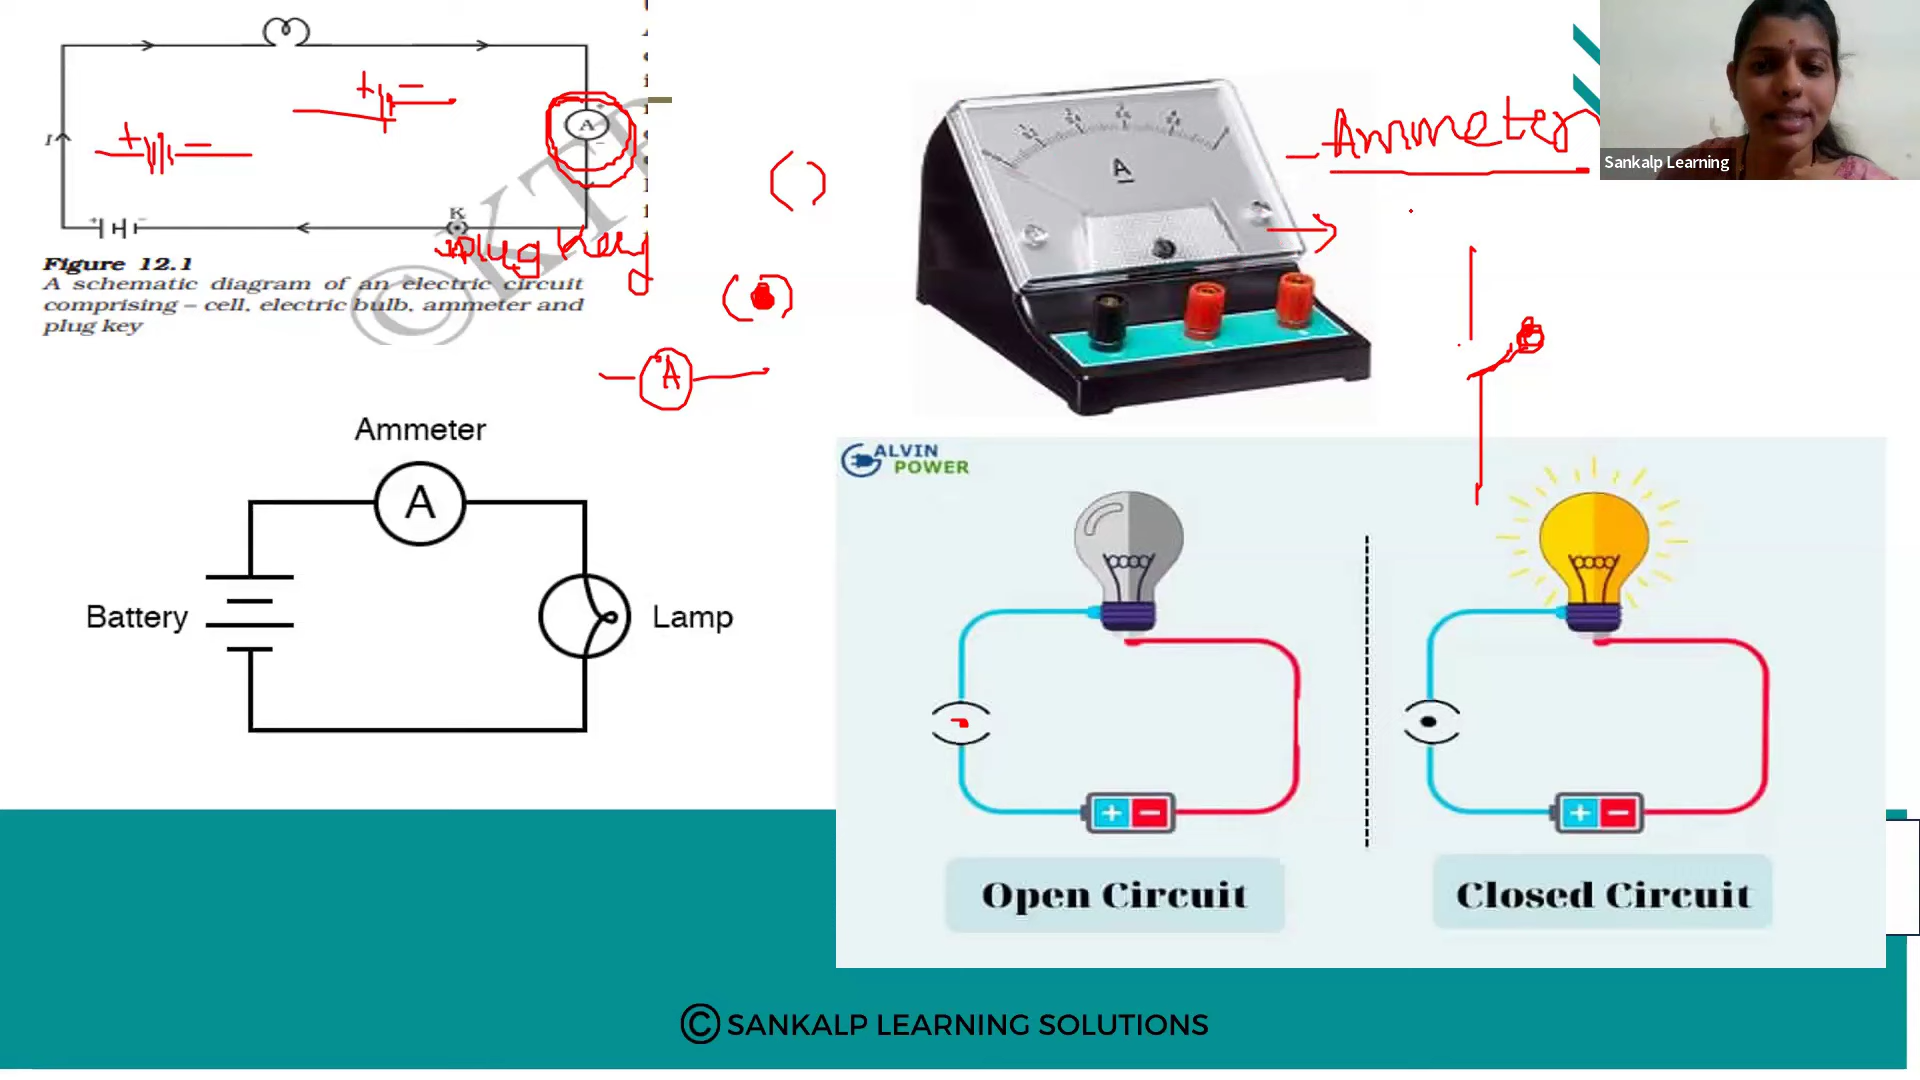 I
A
K
Plug Key
Figure 12.1
A schematic diagram of an electric circuit
comprising – cell, electric bulb, ammeter and
plug key
A
A
Ammeter
Sankalp Learning
Ammeter
A
Battery
Lamp
GALVIN
POWER
Open Circuit
Closed Circuit
© SANKALP LEARNING SOLUTIONS